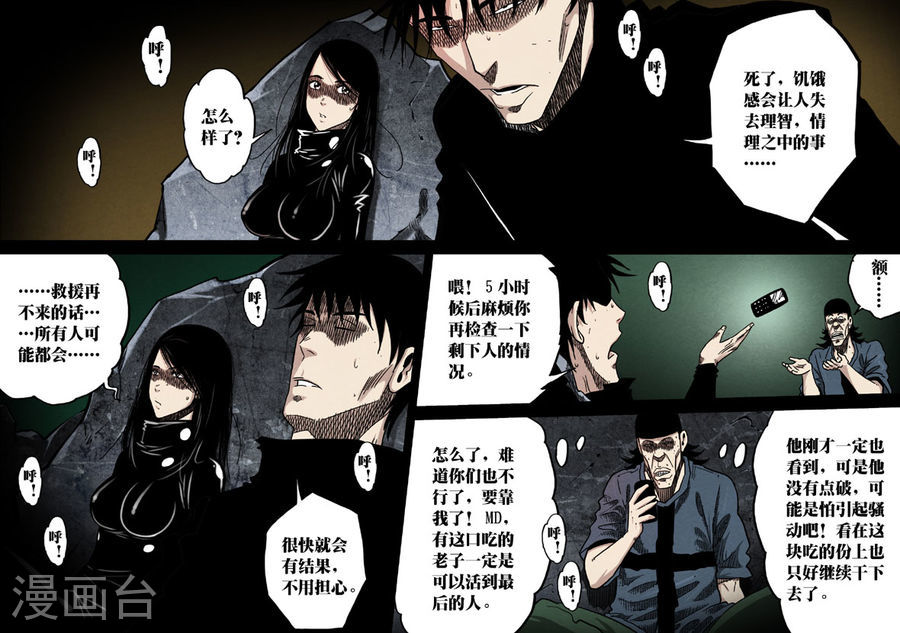 呼！
怎么
样了？
呼！
呼！
呼！
呼！
死了，饥饿
感会让人失
去理智，情
理之中的事
……
……救援再
不来的话…
…所有人可
能都会……
呼！
呼！
呼！
呼！
呼！
很快就会
有结果，
不用担心。
喂！5小时
候后麻烦你
再检查一下
剩下人的情
况。
呼！
呼！
额
……
怎么了，难
道你们也不
行了，要靠
我了！MD，
有这口吃的
老子一定是
可以活到最
后的人。
呼！
呼！
他刚才一定也
看到，可是他
没有点破，可
能是怕引起骚
动吧！看在这
块吃的份上也
只好继续干下
去了。
漫画台